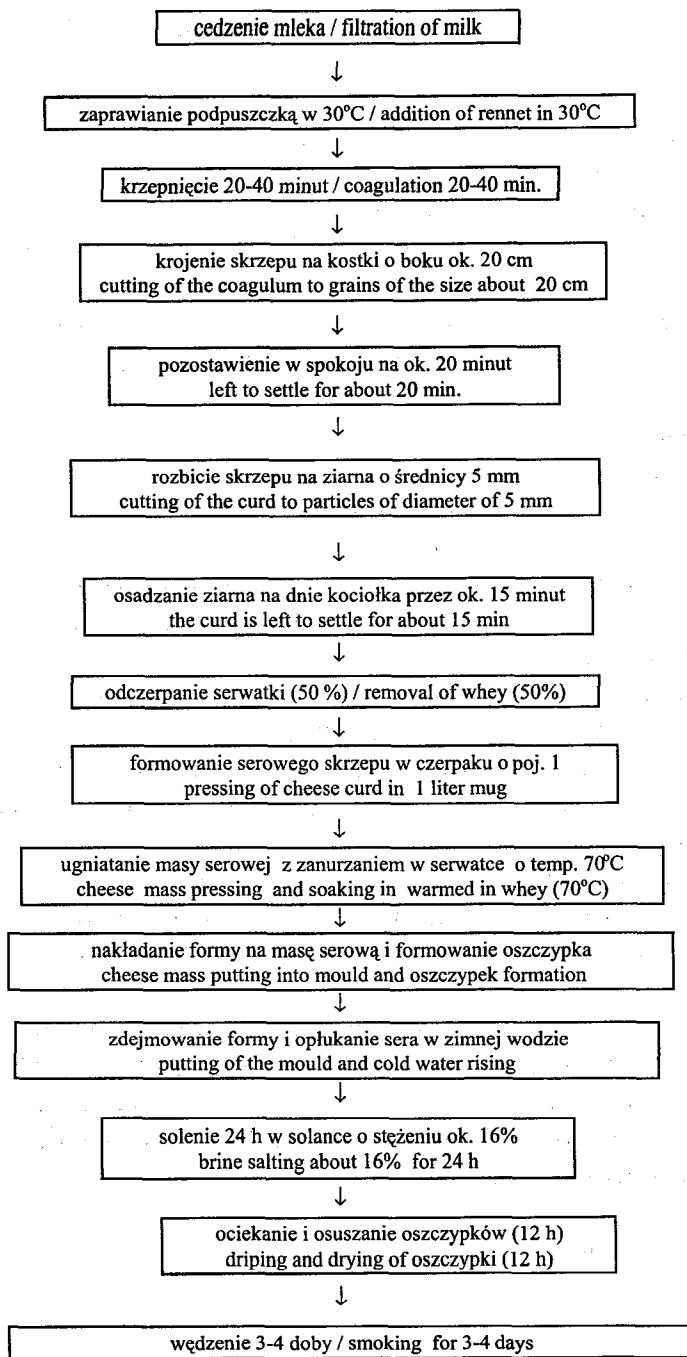 cedzenie mleka / filtration of milk
↓
zaprawianie podpuszczką w 30°C / addition of rennet in 30°C
↓
krzepnięcie 20-40 minut / coagulation 20-40 min.
↓
krojenie skrzepu na kostki o boku ok. 20 cm
cutting of the coagulum to grains of the size about 20 cm
↓
pozostawienie w spokoju na ok. 20 minut
left to settle for about 20 min.
↓
rozbicie skrzepu na ziarna o średnicy 5 mm
cutting of the curd to particles of diameter of 5 mm
↓
osadzanie ziarna na dnie kociołka przez ok. 15 minut
the curd is left to settle for about 15 min
↓
odczerpanie serwatki (50 %) / removal of whey (50%)
↓
formowanie serowego skrzepu w czerpaku o poj. 1
pressing of cheese curd in 1 liter mug
↓
ugniatanie masy serowej z zanurzaniem w serwatce o temp. 70°C
cheese mass pressing and soaking in warmed in whey (70°C)
↓
nakładanie formy na masę serową i formowanie oszczypka
cheese mass putting into mould and oszczypek formation
↓
zdejmowanie formy i opłukanie sera w zimnej wodzie
putting of the mould and cold water rising
↓
solenie 24 h w solance o stężeniu ok. 16%
brine salting about 16% for 24 h
↓
ociekanie i osuszanie oszczypków (12 h)
driping and drying of oszczypki (12 h)
↓
wędzenie 3-4 doby / smoking for 3-4 days